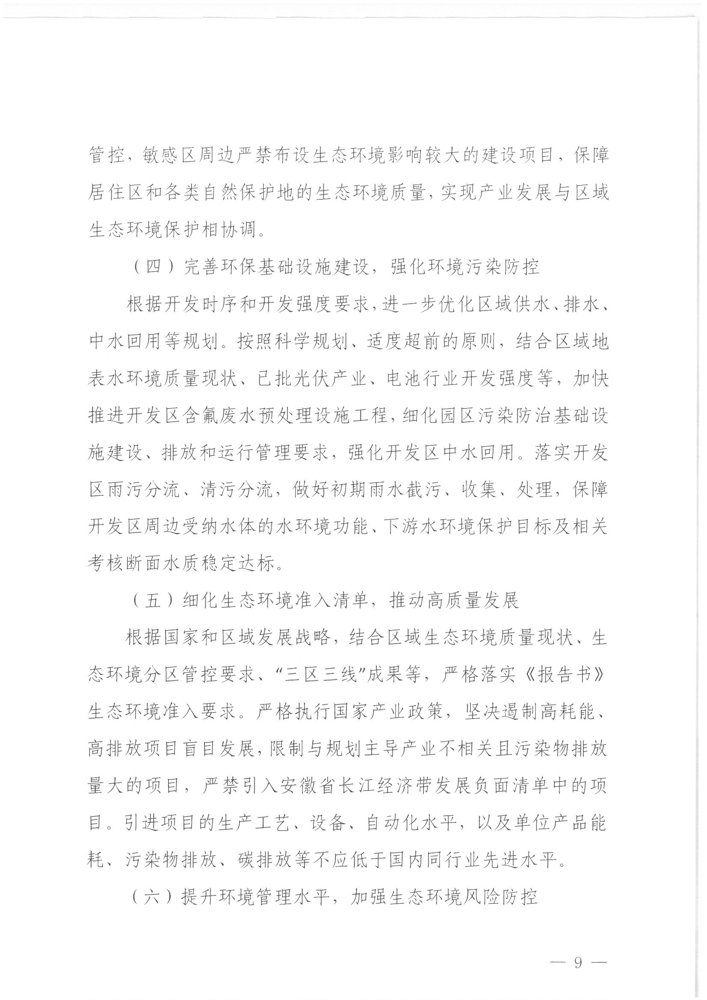 管控，敏感区周边严禁布设生态环境影响较大的建设项目，保障
居住区和各类自然保护地的生态环境质量，实现产业发展与区域
生态环境保护相协调。
（四）完善环保基础设施建设，强化环境污染防控
根据开发时序和开发强度要求，进一步优化区域供水、排水、
中水回用等规划。按照科学规划、适度超前的原则，结合区域地
表水环境质量现状、已批光伏产业、电池行业开发强度等，加快
推进开发区含氟废水预处理设施工程，细化园区污染防治基础设
施建设、排放和运行管理要求，强化开发区中水回用。落实开发
区雨污分流、清污分流，做好初期雨水截污、收集、处理，保障
开发区周边受纳水体的水环境功能、下游水环境保护目标及相关
考核断面水质稳定达标。
（五）细化生态环境准入清单，推动高质量发展
根据国家和区域发展战略，结合区域生态环境质量现状、生
态环境分区管控要求、“三区三线”成果等，严格落实《报告书》
生态环境准入要求。严格执行国家产业政策，坚决遏制高耗能、
高排放项目盲目发展，限制与规划主导产业不相关且污染物排放
量大的项目，严禁引入安徽省长江经济带发展负面清单中的项
目。引进项目的生产工艺、设备、自动化水平，以及单位产品能
耗、污染物排放、碳排放等不应低于国内同行业先进水平。
（六）提升环境管理水平，加强生态环境风险防控
— 9 —